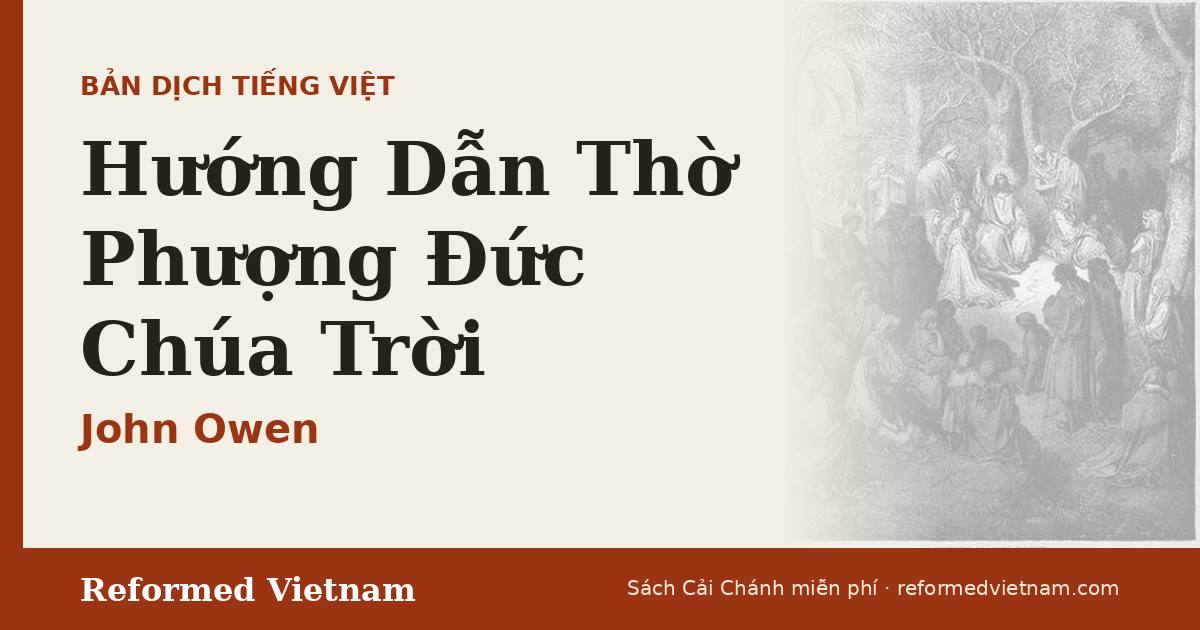 BẢN DỊCH TIẾNG VIỆT
Hướng Dẫn Thờ
Phượng Đức
Chúa Trời
John Owen
Reformed Vietnam
Sách Cải Chánh miễn phí · reformedvietnam.com